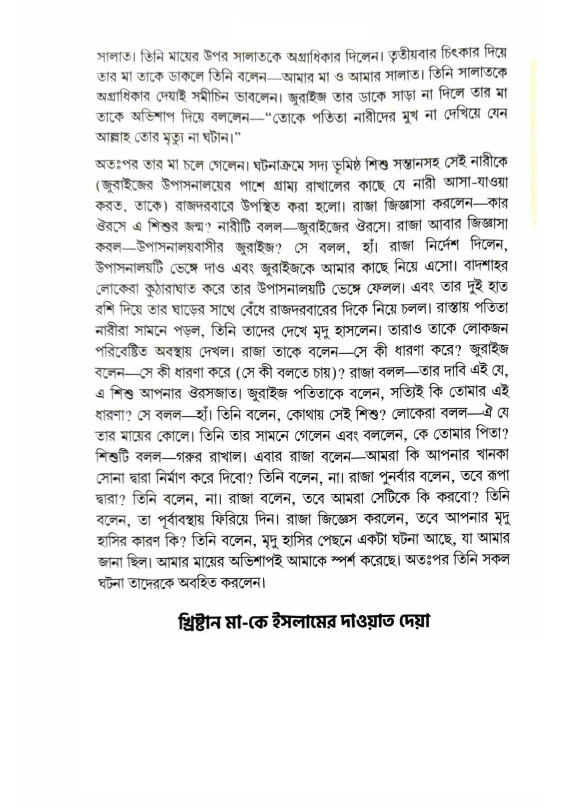 সালাত। তিনি মায়ের উপর সালাতকে অগ্রাধিকার দিলেন। তৃতীয়বার চিৎকার দিয়ে
তার মা তাকে ডাকলে তিনি বলেন—আমার মা ও আমার সালাত। তিনি সালাতকে
অগ্রাধিকার দেয়াই সমীচিন ভাবলেন। জুরাইজ তার ডাকে সাড়া না দিলে তার মা
তাকে অভিশাপ দিয়ে বললেন—“তোকে পতিতা নারীদের মুখ না দেখিয়ে যেন
আল্লাহ তোর মৃত্যু না ঘটান।”
অতঃপর তার মা চলে গেলেন। ঘটনাক্রমে সদ্য ভূমিষ্ঠ শিশু সন্তানসহ সেই নারীকে
(জুরাইজের উপাসনালয়ের পাশে গ্রাম্য রাখালের কাছে যে নারী আসা-যাওয়া
করত, তাকে) রাজদরবারে উপস্থিত করা হলো। রাজা জিজ্ঞাসা করলেন—কার
ঔরসে এ শিশুর জন্ম? নারীটি বলল—জুরাইজের ঔরসে। রাজা আবার জিজ্ঞাসা
করল—উপাসনালয়বাসীর জুরাইজ? সে বলল, হাঁ। রাজা নির্দেশ দিলেন,
উপাসনালয়টি ভেঙ্গে দাও এবং জুরাইজকে আমার কাছে নিয়ে এসো। বাদশাহর
লোকেরা কুঠারাঘাত করে তার উপাসনালয়টি ভেঙ্গে ফেলল। এবং তার দুই হাত
রশি দিয়ে তার ঘাড়ের সাথে বেঁধে রাজদরবারের দিকে নিয়ে চলল। রাস্তায় পতিতা
নারীরা সামনে পড়ল, তিনি তাদের দেখে মৃদু হাসলেন। তারাও তাকে লোকজন
পরিবেষ্টিত অবস্থায় দেখল। রাজা তাকে বলেন—সে কী ধারণা করে? জুরাইজ
বলেন—সে কী ধারণা করে (সে কী বলতে চায়)? রাজা বলল—তার দাবি এই যে,
এ শিশু আপনার ঔরসজাত। জুরাইজ পতিতাকে বলেন, সত্যিই কি তোমার এই
ধারণা? সে বলল—হাঁ। তিনি বলেন, কোথায় সেই শিশু? লোকেরা বলল—ঐ যে
তার মায়ের কোলে। তিনি তার সামনে গেলেন এবং বললেন, কে তোমার পিতা?
শিশুটি বলল—গরুর রাখাল। এবার রাজা বলেন—আমরা কি আপনার খানকা
সোনা দ্বারা নির্মাণ করে দিবো? তিনি বলেন, না। রাজা পুনর্বার বলেন, তবে রূপা
দ্বারা? তিনি বলেন, না। রাজা বলেন, তবে আমরা সেটিকে কি করবো? তিনি
বলেন, তা পূর্বাবস্থায় ফিরিয়ে দিন। রাজা জিজ্ঞেস করলেন, তবে আপনার মৃদু
হাসির কারণ কি? তিনি বলেন, মৃদু হাসির পেছনে একটা ঘটনা আছে, যা আমার
জানা ছিল। আমার মায়ের অভিশাপই আমাকে স্পর্শ করেছে। অতঃপর তিনি সকল
ঘটনা তাদেরকে অবহিত করলেন।
খ্রিষ্টান মা-কে ইসলামের দাওয়াত দেয়া